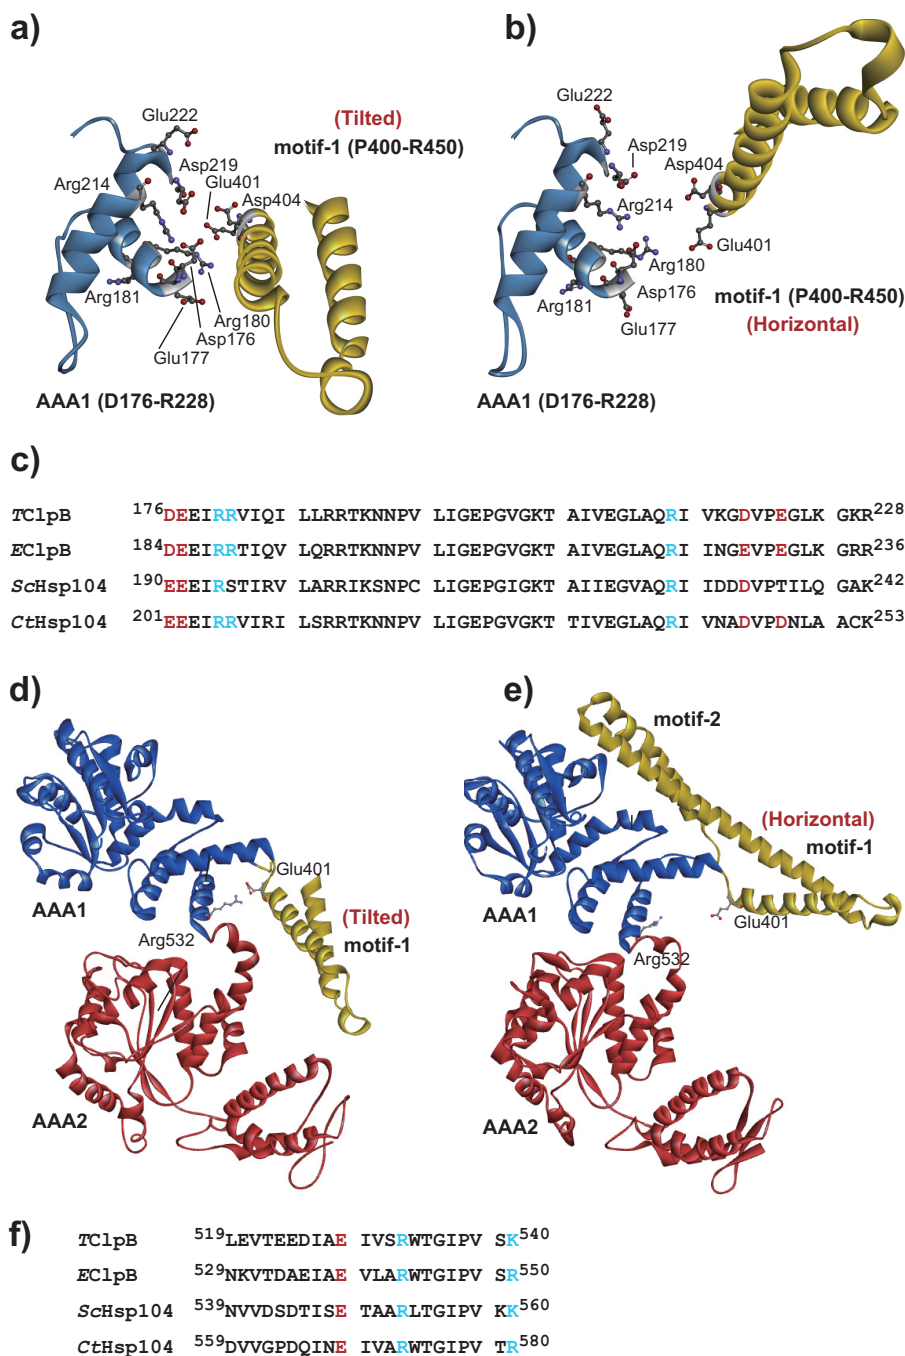 a)
Glu222
(Tilted)
motif-1 (P400-R450)
Asp219
Glu401
Arg214
Asp404
Arg181
Arg180
Asp176
Glu177
AAA1 (D176-R228)
b)
Glu222
Asp219
Asp404
Arg214
Glu401
Arg180
Arg181
Asp176
motif-1 (P400-R450)
Glu177
(Horizontal)
AAA1 (D176-R228)
c)
TClpB 176DEEIRRVIQI LLRRTKNNPV LIGEPGVGKT AIVEGLAQRI VKGDVPEGLK GKR228
EClpB 184DEEIRRTIQV LQRRTKNNPV LIGEPGVGKT AIVEGLAQRI INGEVPEGLK GRR236
ScHsp104 190EEEIRSTIRV LARRIKSNPC LIGEPGIGKT AIIEGVAQRI IDDDVPTILQ GAK242
CtHsp104 201EEEIRRVIRI LSRRTKNNPV LIGEPGVGKT TIVEGLAQRI VNADVPDNLA ACK253
d)
Glu401
AAA1
(Tilted)
motif-1
Arg532
AAA2
e)
motif-2
(Horizontal)
motif-1
AAA1
Glu401
Arg532
AAA2
f)
TClpB 519LEVTEEDIAE IVSRWTGIPV SK540
EClpB 529NKVTDAEIAE VLARWTGIPV SR550
ScHsp104 539NVVDSDTISE TAARLTGIPV KK560
CtHsp104 559DVVGPDQINE IVARWTGIPV TR580